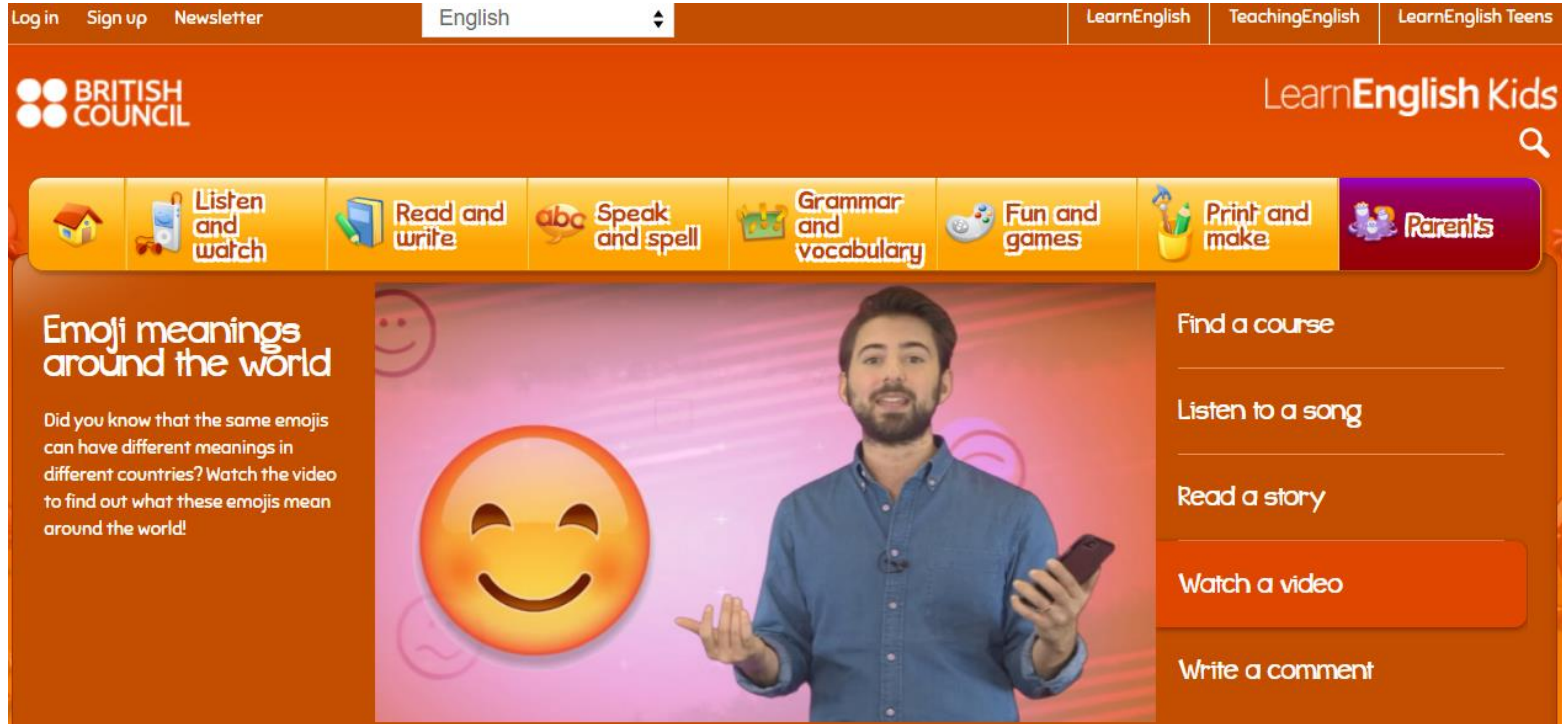 Log in Sign up Newsletter English LearnEnglish TeachingEnglish LearnEnglish Teens
BRITISH
COUNCIL
LearnEnglish Kids
Listen
and
watch
Read and
write
abc
Speak
and spell
Grammar
and
vocabulary
Fun and
games
Print and
make
Parents
Emoji meanings
around the world
Did you know that the same emojis
can have different meanings in
different countries? Watch the video
to find out what these emojis mean
around the world!
Find a course
Listen to a song
Read a story
Watch a video
Write a comment